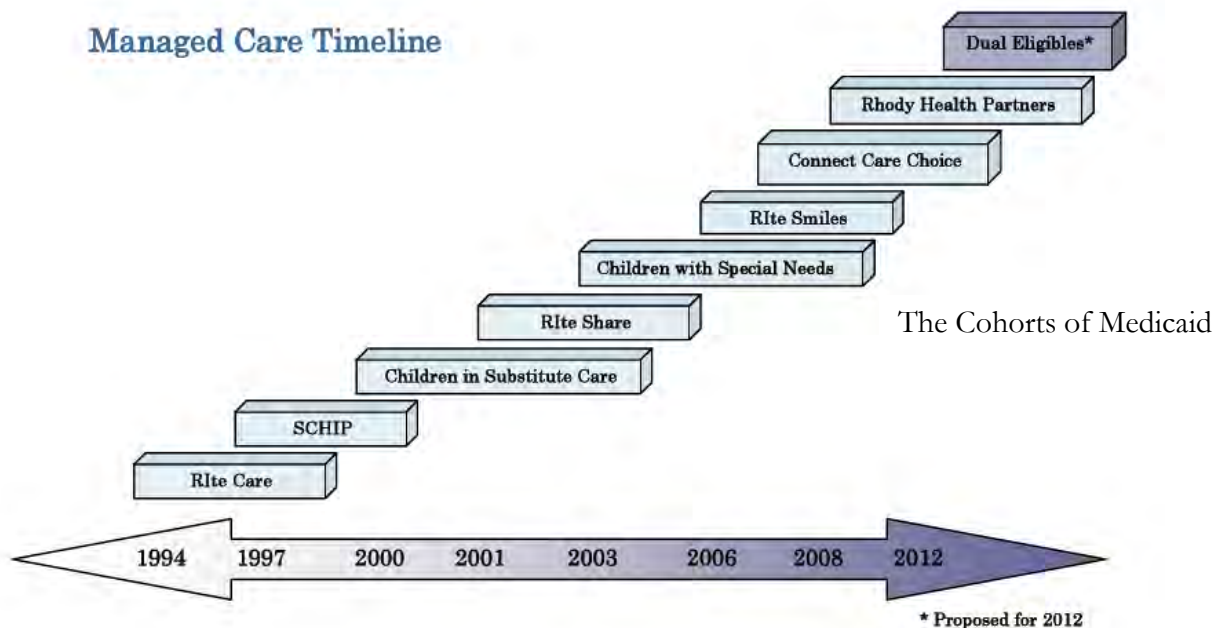 Managed Care Timeline
Dual Eligibles*
Rhody Health Partners
Connect Care Choice
RIte Smiles
Children with Special Needs
RIte Share
The Cohorts of Medicaid
Children in Substitute Care
SCHIP
RIte Care
1994 1997 2000 2001 2003 2006 2008 2012
* Proposed for 2012